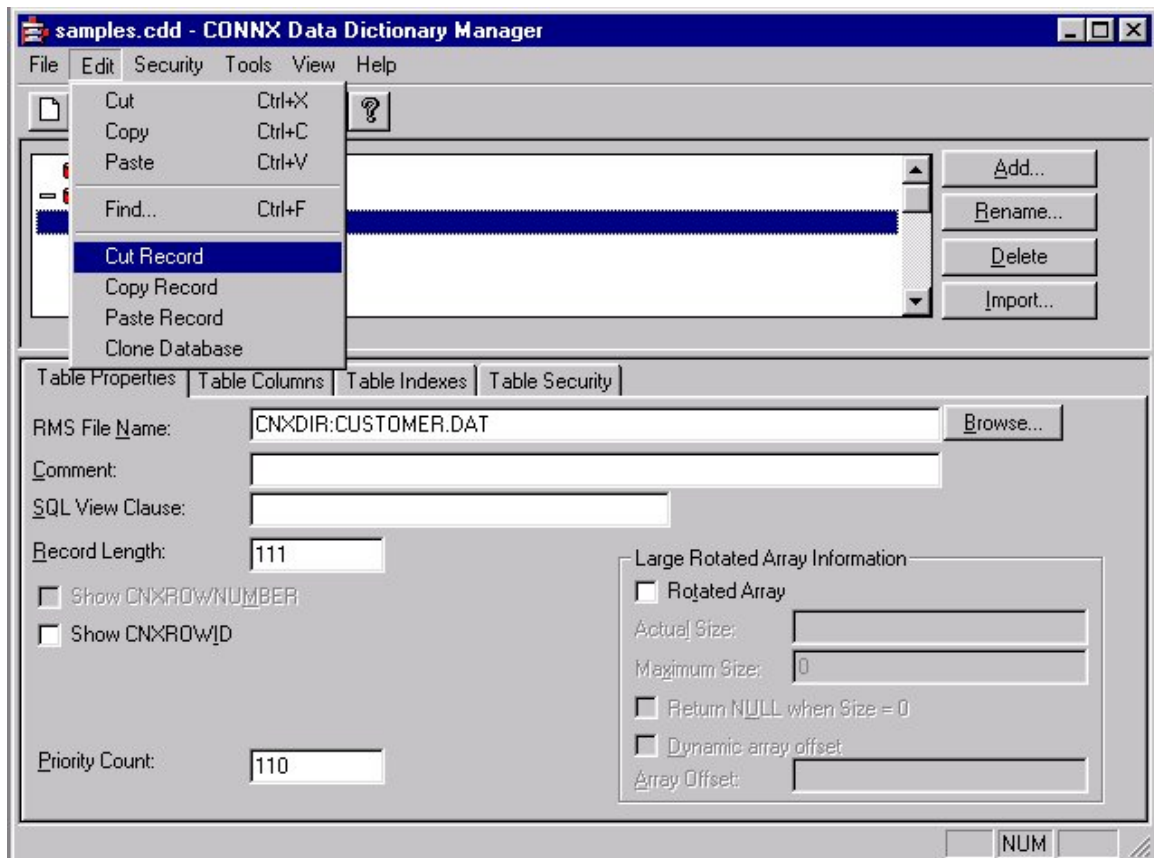 samples.cdd - CONNX Data Dictionary Manager
File Edit Security Tools View Help
Cut Ctrl+X
Copy Ctrl+C
Paste Ctrl+V
Find... Ctrl+F
Cut Record
Copy Record
Paste Record
Clone Database
Add...
Rename...
Delete
Import...
Table Properties Table Columns Table Indexes Table Security
RMS File Name: CNXDIR:CUSTOMER.DAT Browse...
Comment:
SQL View Clause:
Record Length: 111
Show CNXROWNUMBER
Show CNXROWID
Priority Count: 110
Large Rotated Array Information
Rotated Array
Actual Size:
Maximum Size: 0
Return NULL when Size = 0
Dynamic array offset
Array Offset:
NUM